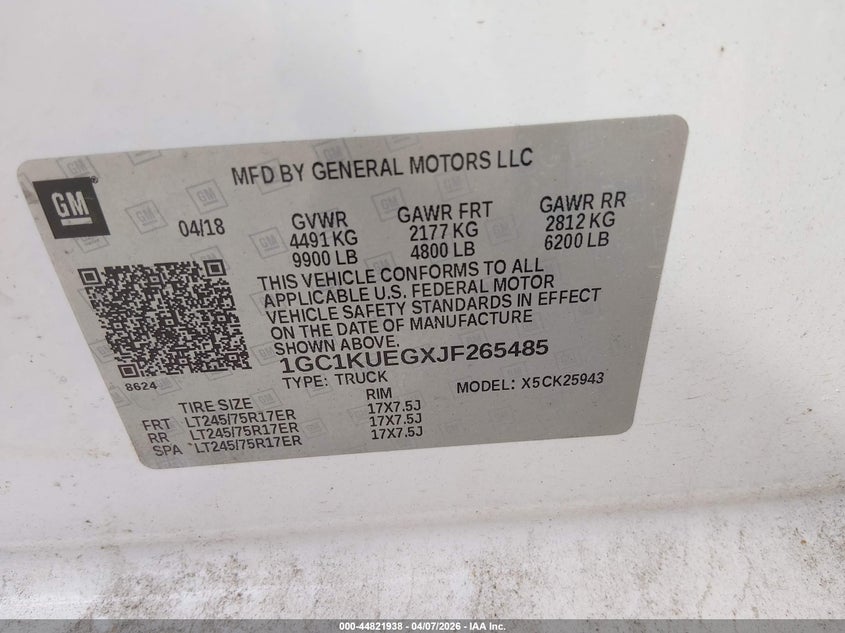 MFD BY GENERAL MOTORS LLC
GM
04/18
GVWR
4491 KG
9900 LB
GAWR FRT
2177 KG
4800 LB
GAWR RR
2812 KG
6200 LB
THIS VEHICLE CONFORMS TO ALL
APPLICABLE U.S. FEDERAL MOTOR
VEHICLE SAFETY STANDARDS IN EFFECT
ON THE DATE OF MANUFACTURE
SHOWN ABOVE.
8624
1GC1KUEGXJF265485
TYPE: TRUCK
MODEL: X5CK25943
TIRE SIZE RIM
FRT LT245/75R17ER 17X7.5J
RR LT245/75R17ER 17X7.5J
SPA LT245/75R17ER 17X7.5J
000-44821938 - 04/07/2026 - IAA Inc.